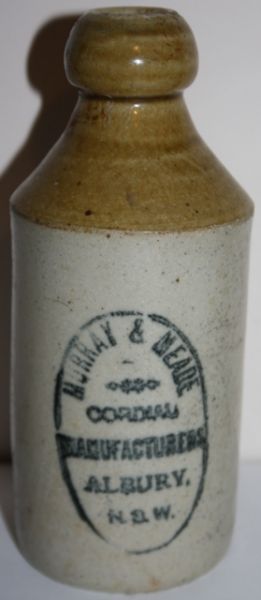 MURRAY & MEADE
CORDIAL
MANUFACTURERS
ALBURY,
N.S.W.